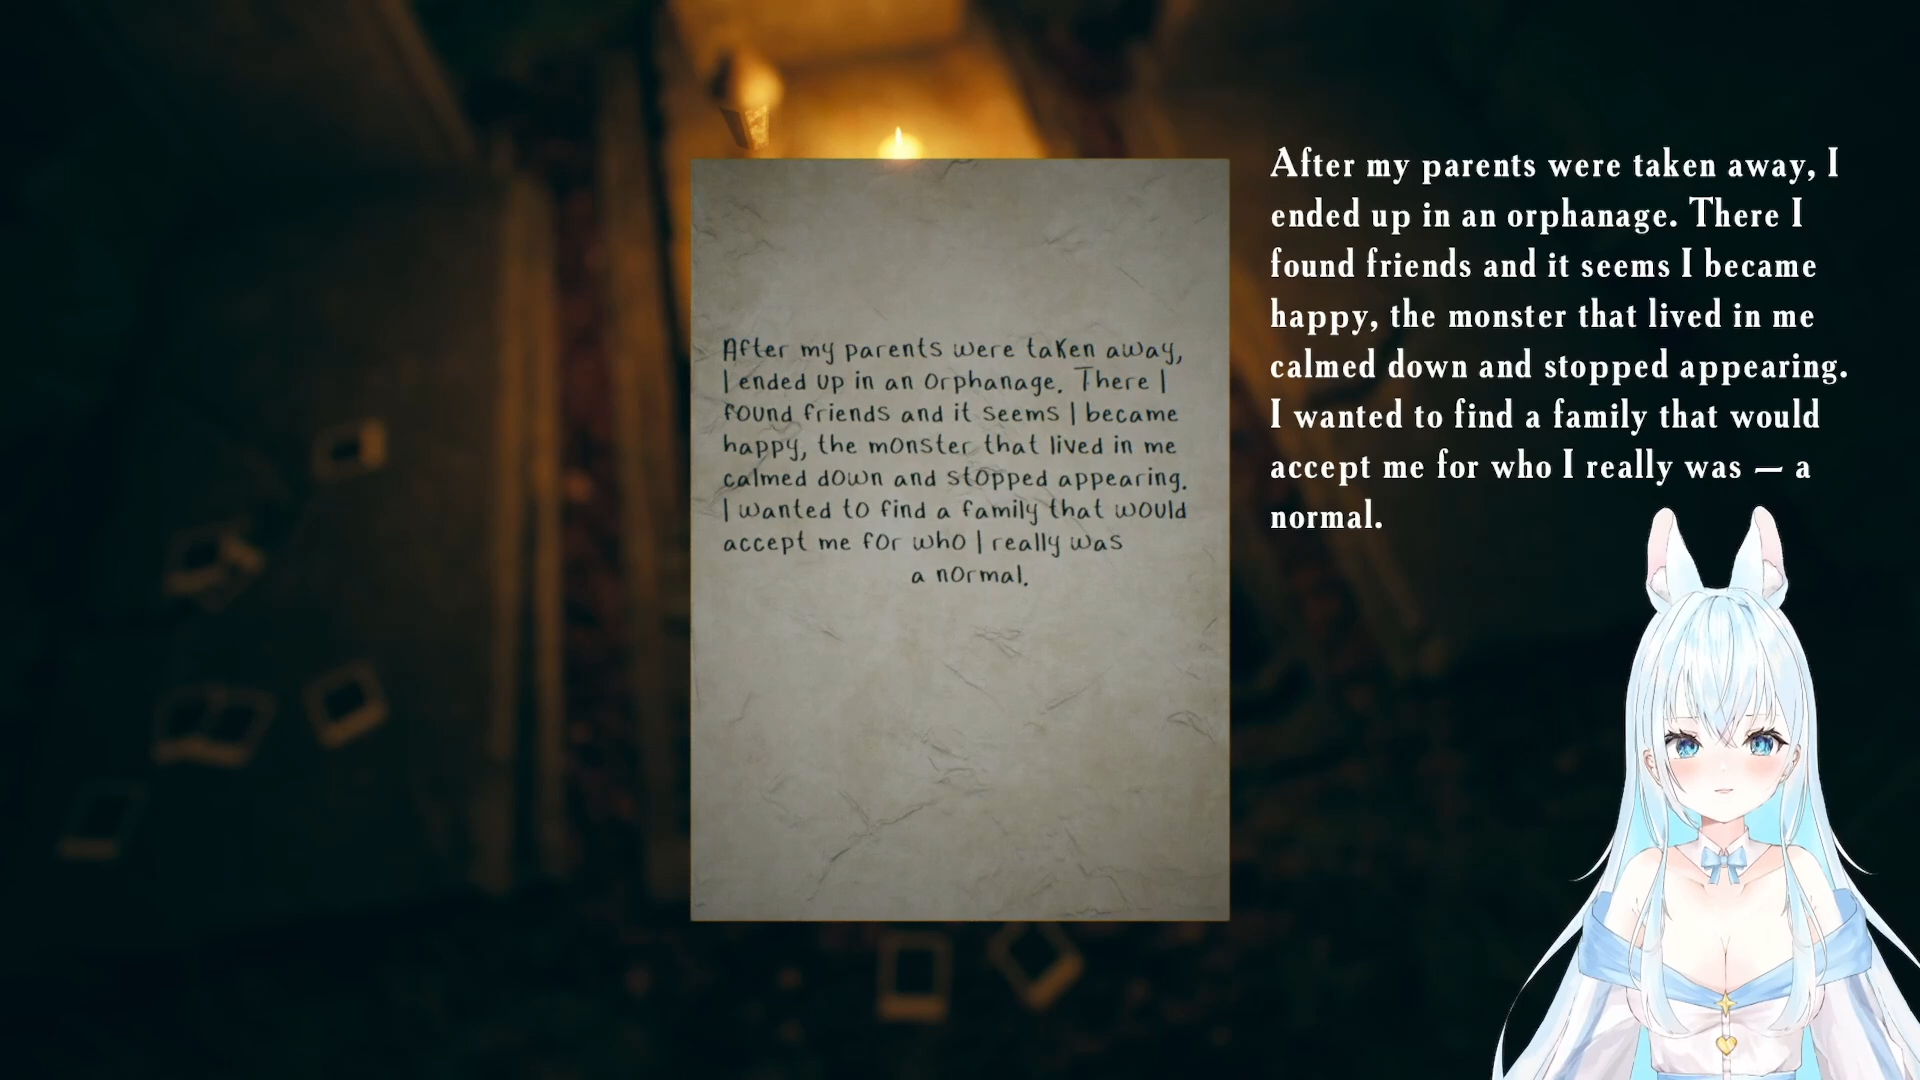 After my parents were taken away,
I ended up in an orphanage. There I
found friends and it seems I became
happy, the monster that lived in me
calmed down and stopped appearing.
I wanted to find a family that would
accept me for who I really was
a normal.
After my parents were taken away, I
ended up in an orphanage. There I
found friends and it seems I became
happy, the monster that lived in me
calmed down and stopped appearing.
I wanted to find a family that would
accept me for who I really was — a
normal.